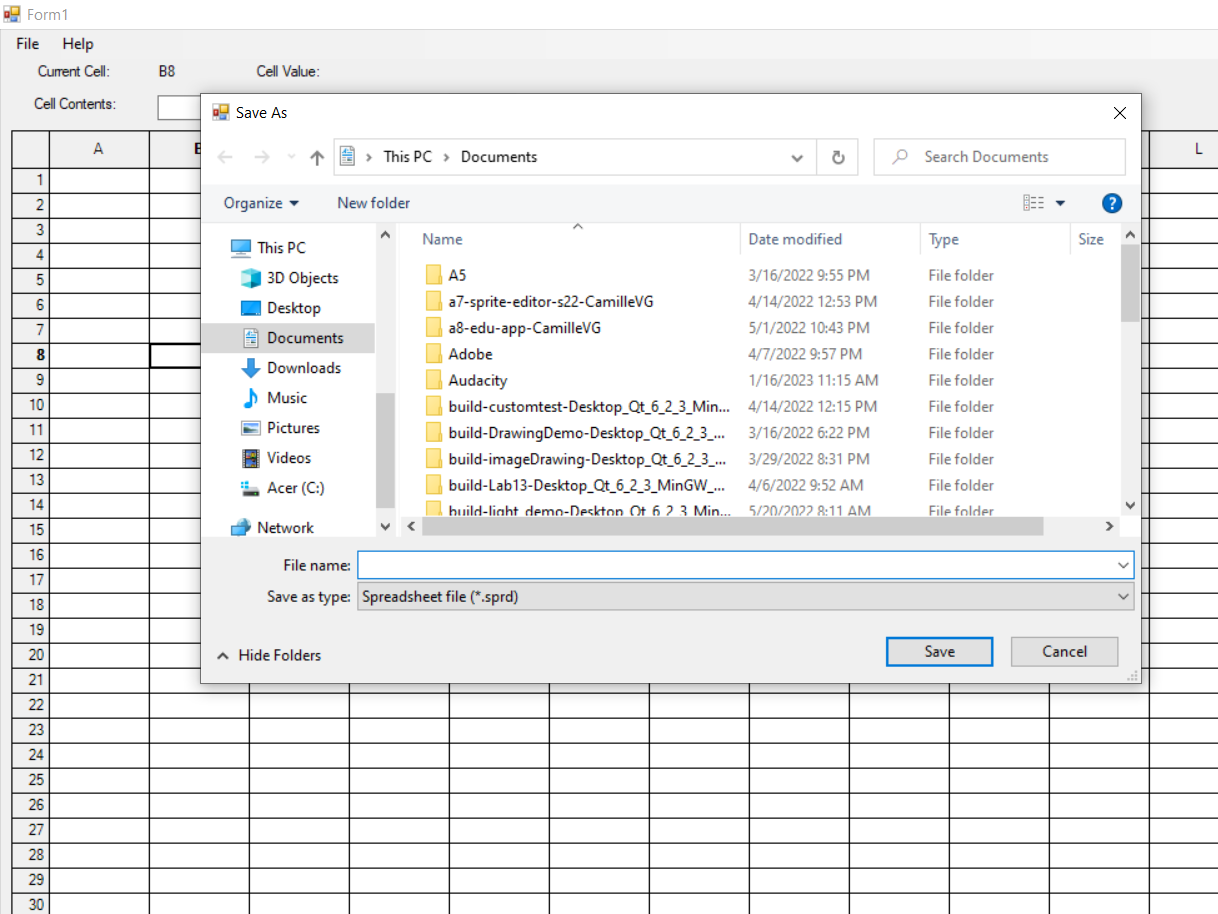 Form1
File Help
Current Cell: B8 Cell Value:
Cell Contents:
Save As
This PC Documents
Search Documents
Organize New folder
?
This PC
3D Objects
Desktop
Documents
Downloads
Music
Pictures
Videos
Acer (C:)
Network
Name Date modified Type Size
A5 3/16/2022 9:55 PM File folder
a7-sprite-editor-s22-CamilleVG 4/14/2022 12:53 PM File folder
a8-edu-app-CamilleVG 5/1/2022 10:43 PM File folder
Adobe 4/7/2022 9:57 PM File folder
Audacity 1/16/2023 11:15 AM File folder
build-customtest-Desktop_Qt_6_2_3_Min... 4/14/2022 12:15 PM File folder
build-DrawingDemo-Desktop_Qt_6_2_3_... 3/16/2022 6:22 PM File folder
build-imageDrawing-Desktop_Qt_6_2_3_... 3/29/2022 8:31 PM File folder
build-Lab13-Desktop_Qt_6_2_3_MinGW_... 4/6/2022 9:52 AM File folder
build-light_demo-Desktop_Qt_6_2_3_Min... 5/20/2022 8:11 AM File folder
File name:
Save as type: Spreadsheet file (*.sprd)
Hide Folders
Save Cancel
A B L
1
2
3
4
5
6
7
8
9
10
11
12
13
14
15
16
17
18
19
20
21
22
23
24
25
26
27
28
29
30